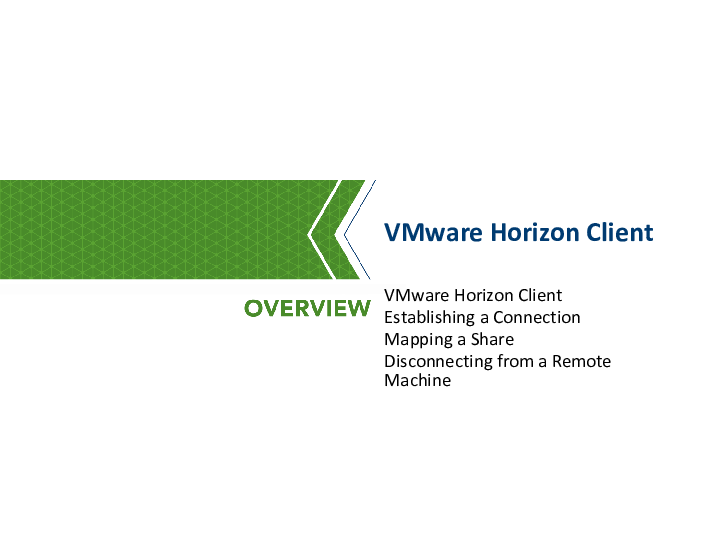 VMware Horizon Client
OVERVIEW
VMware Horizon Client
Establishing a Connection
Mapping a Share
Disconnecting from a Remote
Machine